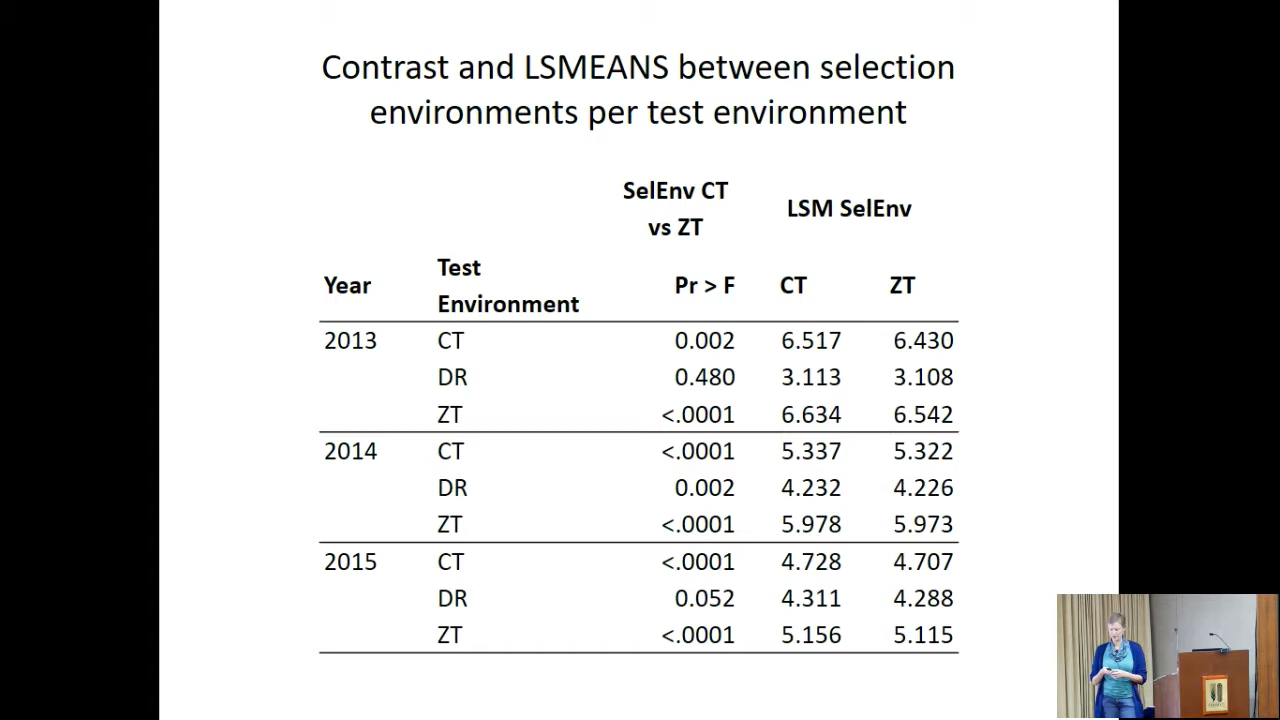 Contrast and LSMEANS between selection
environments per test environment
SelEnv CT
vs ZT
LSM SelEnv
Year
Test
Environment
Pr > F
CT
ZT
2013 CT 0.002 6.517 6.430
DR 0.480 3.113 3.108
ZT <.0001 6.634 6.542
2014 CT <.0001 5.337 5.322
DR 0.002 4.232 4.226
ZT <.0001 5.978 5.973
2015 CT <.0001 4.728 4.707
DR 0.052 4.311 4.288
ZT <.0001 5.156 5.115